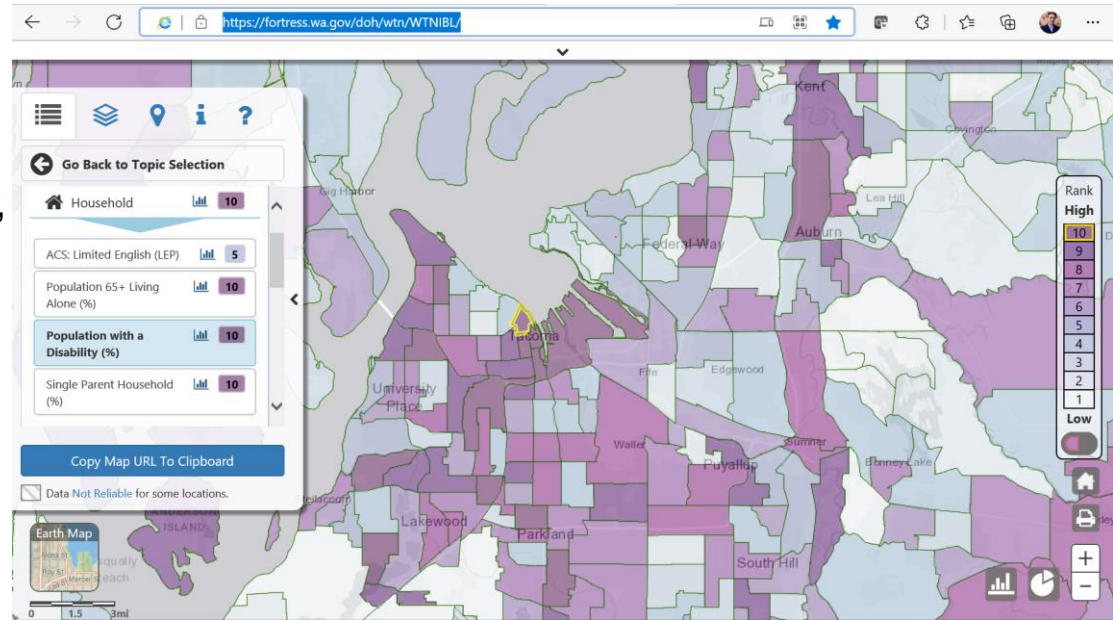 https://fortress.wa.gov/doh/wtn/WTNIBL/
Go Back to Topic Selection
Household 10
ACS: Limited English (LEP) 5
Population 65+ Living
Alone (%) 10
Population with a
Disability (%) 10
Single Parent Household
(%) 10
Copy Map URL To Clipboard
Data Not Reliable for some locations.
Earth Map
0 1.5 3mi
Kent
Covington
Gig Harbor
Lea Hill
Federal Way
Auburn
Tacoma
Fife
Edgewood
University
Place
Waller
Sumner
Puyallup
Bonney Lake
Steilacoom
ISLAND
Lakewood
Parkland
South Hill
Rank
High
10
9
8
7
6
5
4
3
2
1
Low
+
−